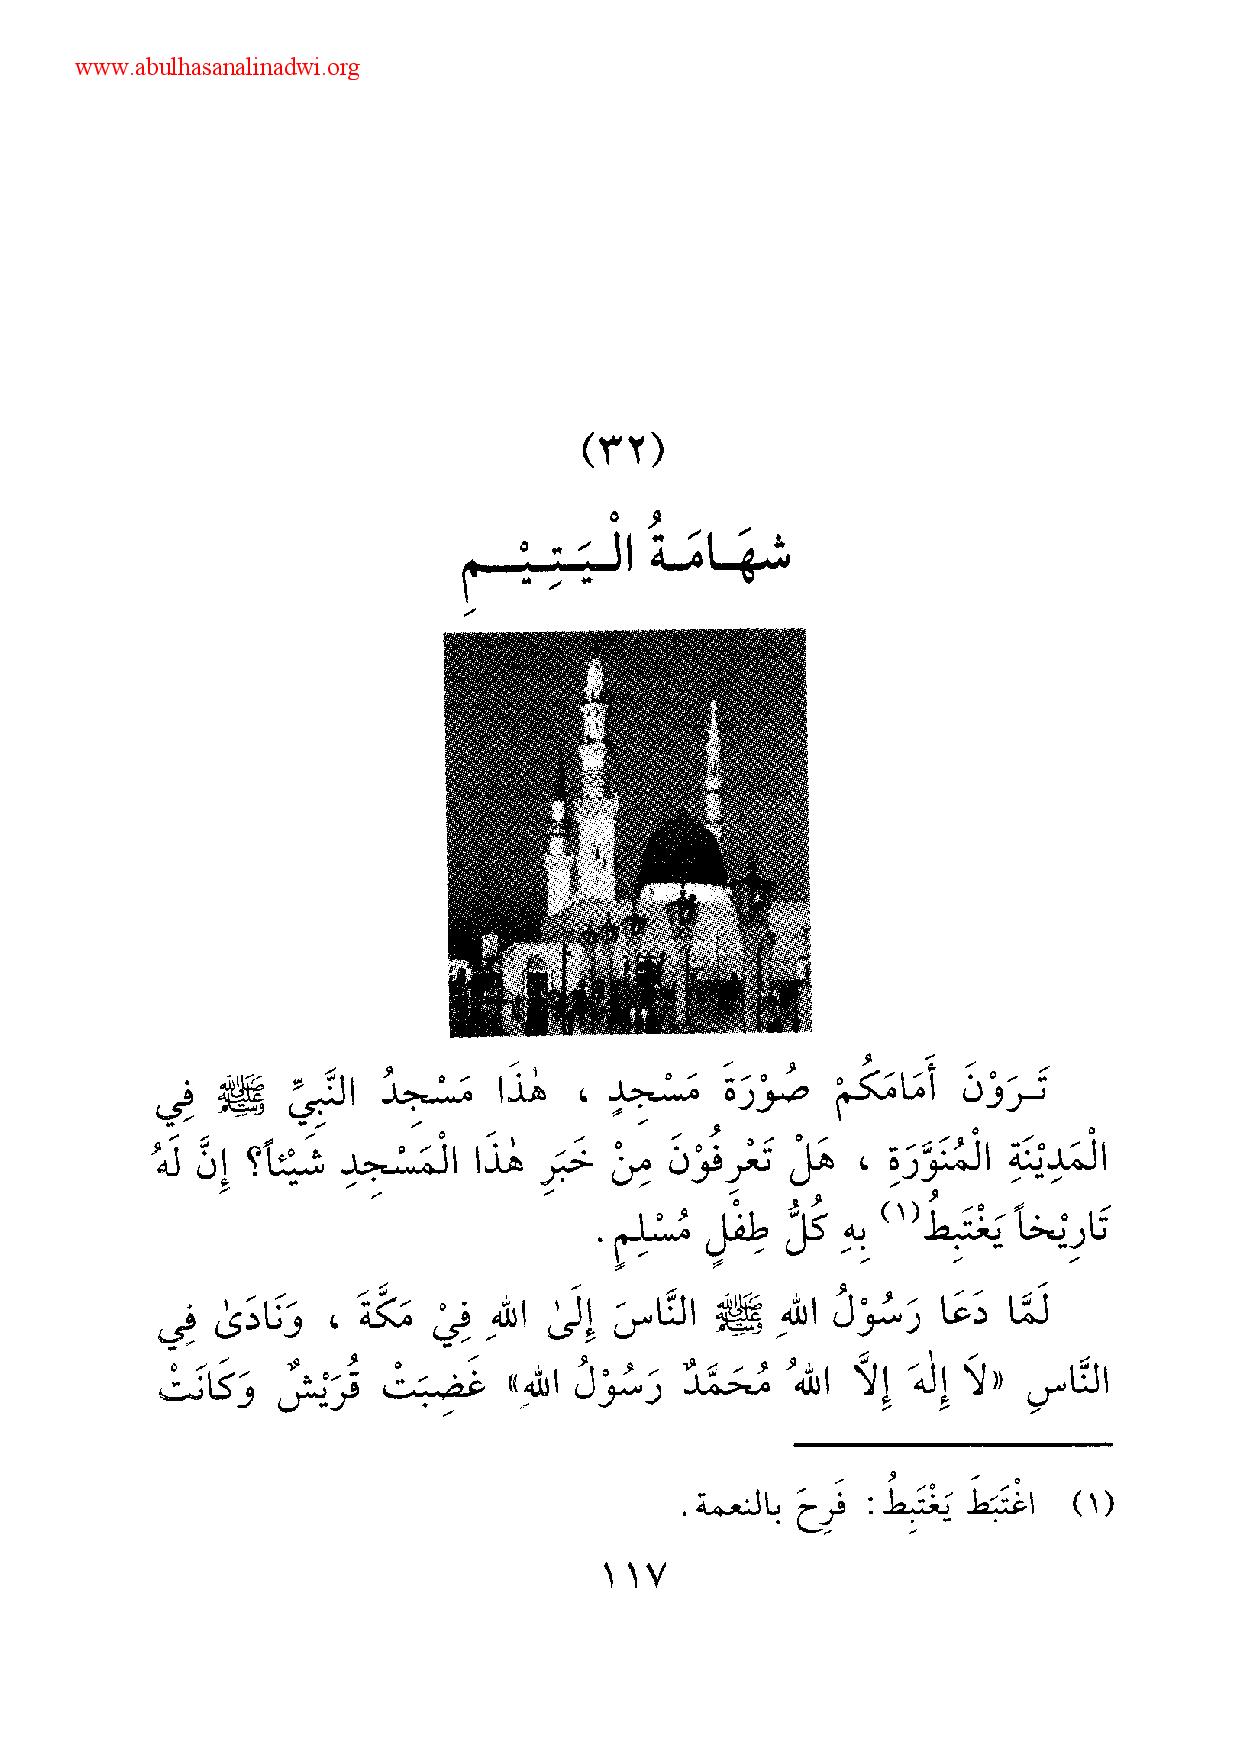 www.abulhasanalinadwi.org
(٣٢)
شهَامَةُ الْيَتِيْمِ
تَرَوْنَ أَمَامَكُمْ صُوْرَةَ مَسْجِدٍ ، هٰذَا مَسْجِدُ النَّبِيِّ ﷺ فِي
الْمَدِيْنَةِ الْمُنَوَّرَةِ ، هَلْ تَعْرِفُوْنَ مِنْ خَبَرِ هٰذَا الْمَسْجِدِ شَيْئاً؟ إِنَّ لَهُ
تَارِيْخاً يَغْتَبِطُ(١) بِهِ كُلُّ طِفْلٍ مُسْلِمٍ .
لَمَّا دَعَا رَسُوْلُ اللهِ ﷺ النَّاسَ إِلَىٰ اللهِ فِيْ مَكَّةَ ، وَنَادَىٰ فِي
النَّاسِ «لَا إِلٰهَ إِلَّا اللهُ مُحَمَّدٌ رَسُوْلُ اللهِ» غَضِبَتْ قُرَيْشٌ وَكَانَتْ
(١) اغْتَبَطَ يَغْتَبِطُ : فَرِحَ بالنعمة .
١١٧